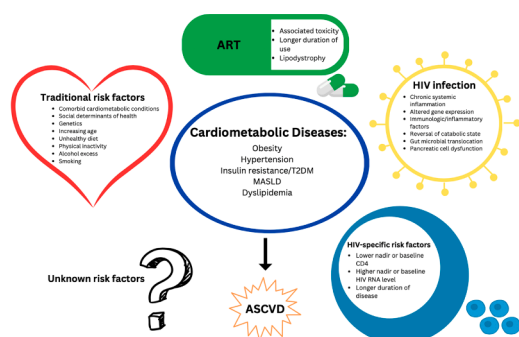 ART
• Associated toxicity
• Longer duration of
use
• Lipodystrophy
Traditional risk factors
• Comorbid cardiometabolic conditions
• Social determinants of health
• Genetics
• Increasing age
• Unhealthy diet
• Physical inactivity
• Alcohol excess
• Smoking
HIV infection
• Chronic systemic
inflammation
• Altered gene expression
• Immunologic/inflammatory
factors
• Reversal of catabolic state
• Gut microbial translocation
• Pancreatic cell dysfunction
Cardiometabolic Diseases:
Obesity
Hypertension
Insulin resistance/T2DM
MASLD
Dyslipidemia
HIV-specific risk factors
• Lower nadir or baseline
CD4
• Higher nadir or baseline
HIV RNA level
• Longer duration of
disease
Unknown risk factors
?
ASCVD